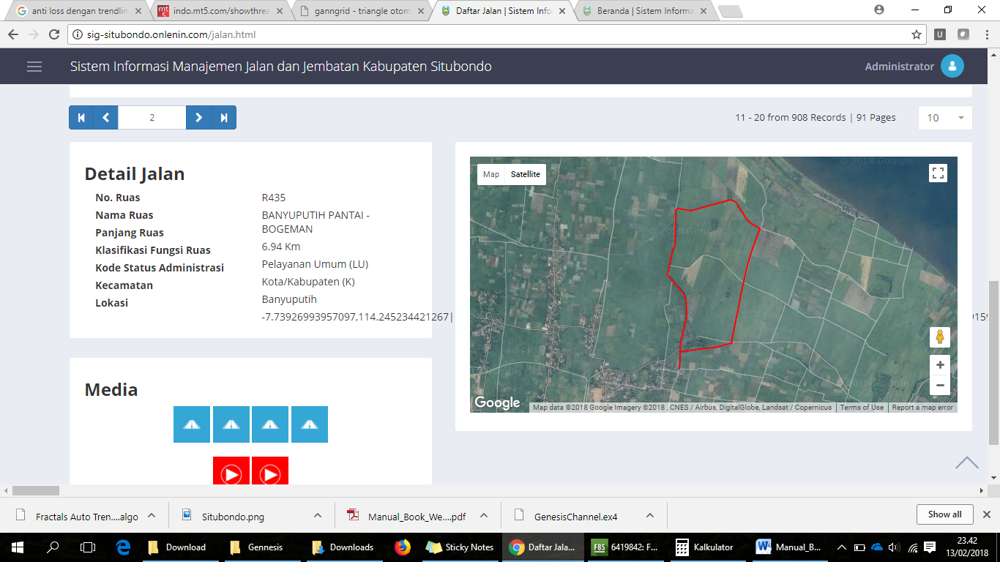 anti loss dengan trendlin
indo.mt5.com/showthrea
ganngrid - triangle otom
Daftar Jalan | Sistem Info
Beranda | Sistem Informa
sig-situbondo.onlenin.com/jalan.html
Sistem Informasi Manajemen Jalan dan Jembatan Kabupaten Situbondo
Administrator
2
11 - 20 from 908 Records | 91 Pages
10
Detail Jalan
No. Ruas
R435
Nama Ruas
BANYUPUTIH PANTAI -
BOGEMAN
Panjang Ruas
6.94 Km
Klasifikasi Fungsi Ruas
Pelayanan Umum (LU)
Kode Status Administrasi
Kota/Kabupaten (K)
Kecamatan
Banyuputih
Lokasi
-7.73926993957097,114.245234421267|
Map
Satellite
Google
Map data ©2018 Google Imagery ©2018 , CNES / Airbus, DigitalGlobe, Landsat / Copernicus
Terms of Use
Report a map error
Media
Fractals Auto Tren....algo
Situbondo.png
Manual_Book_We....pdf
GenesisChannel.ex4
Show all
Download
Gennesis
Downloads
Sticky Notes
Daftar Jala...
FBS
6419842: F...
Kalkulator
Manual_B...
23.42
13/02/2018